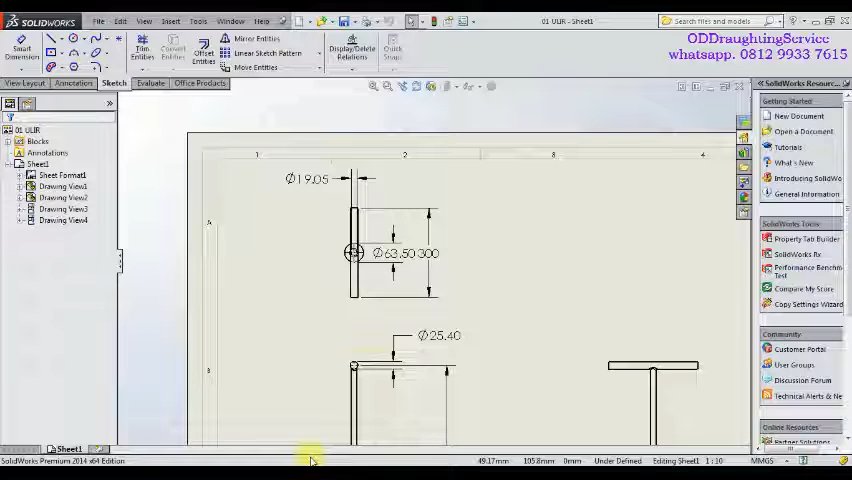 SOLIDWORKS File Edit View Insert Tools Window Help 01 ULIR - Sheet1 Search files and models
ODDraughtingService
whatsapp. 0812 9933 7615
Smart Dimension
Trim Entities
Convert Entities
Offset Entities
Mirror Entities
Linear Sketch Pattern
Move Entities
Display/Delete Relations
Quick Snaps
View Layout Annotation Sketch Evaluate Office Products
01 ULIR
Blocks
Annotations
Sheet1
Sheet Format1
Drawing View1
Drawing View2
Drawing View3
Drawing View4
1 2 3 4
A
B
Ø19.05
Ø63.50 300
Ø25.40
SolidWorks Resourc...
Getting Started
New Document
Open a Document
Tutorials
What's New
Introducing SolidWo
General Information
SolidWorks Tools
Property Tab Builder
SolidWorks Rx
Performance Benchm
Test
Compare My Score
Copy Settings Wizard
Community
Customer Portal
User Groups
Discussion Forum
Technical Alerts & Ne
Online Resources
Partner Solutions
Sheet1
SolidWorks Premium 2014 x64 Edition 49.17mm 105.8mm 0mm Under Defined Editing Sheet1 1 : 10 MMGS